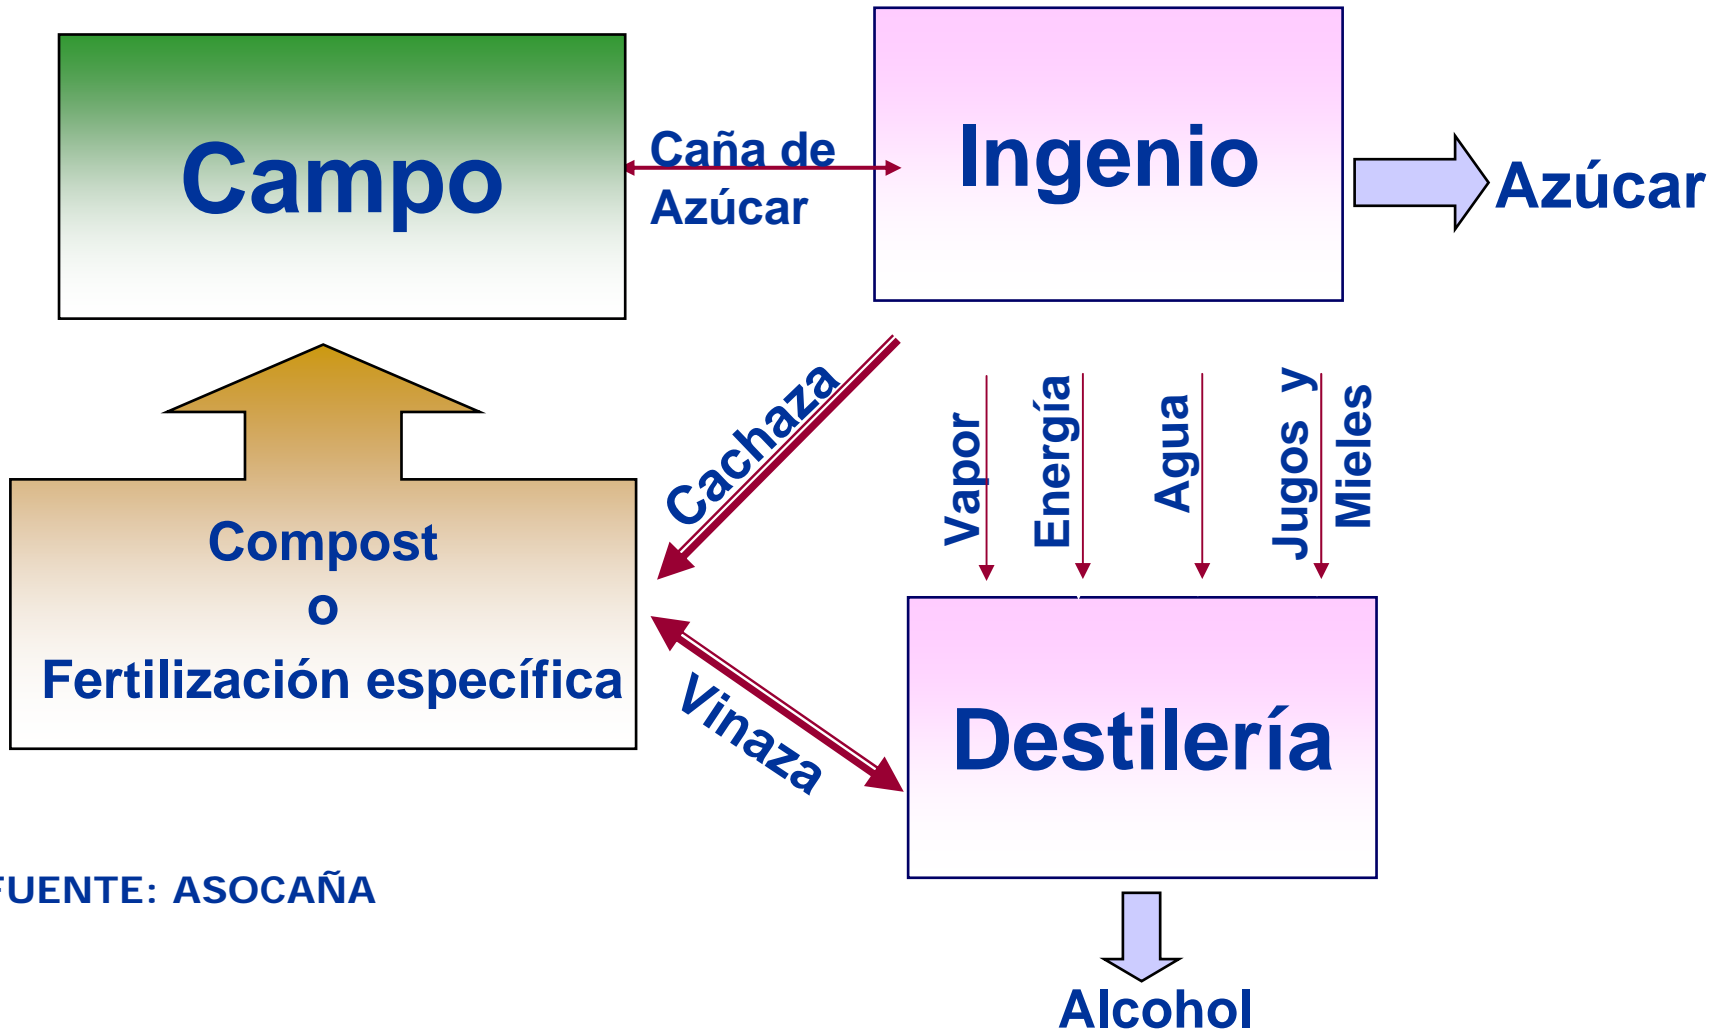 Campo
Caña de
Azúcar
Ingenio
Azúcar
Cachaza
Vapor
Energía
Agua
Jugos y
Mieles
Compost
o
Fertilización específica
Vinaza
Destilería
FUENTE: ASOCAÑA
Alcohol